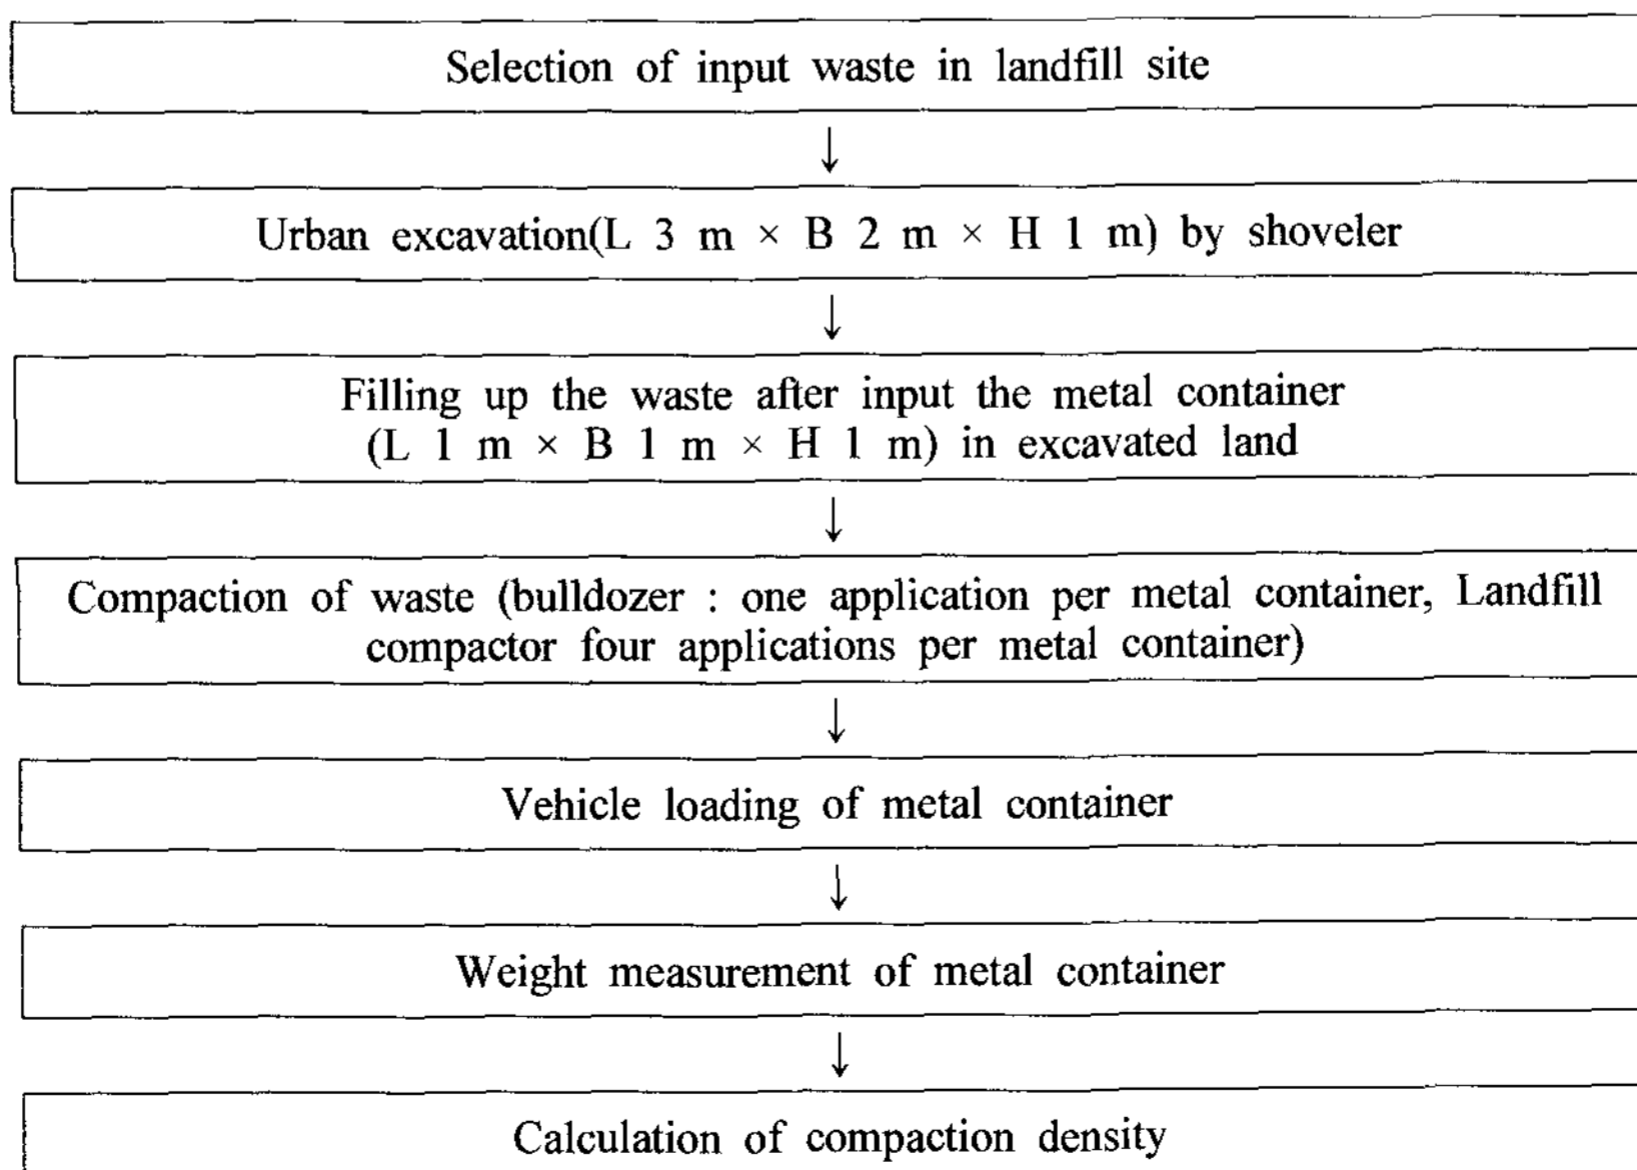 Selection of input waste in landfill site
↓
Urban excavation(L 3 m × B 2 m × H 1 m) by shoveler
↓
Filling up the waste after input the metal container
(L 1 m × B 1 m × H 1 m) in excavated land
↓
Compaction of waste (bulldozer : one application per metal container, Landfill
compactor four applications per metal container)
↓
Vehicle loading of metal container
↓
Weight measurement of metal container
↓
Calculation of compaction density